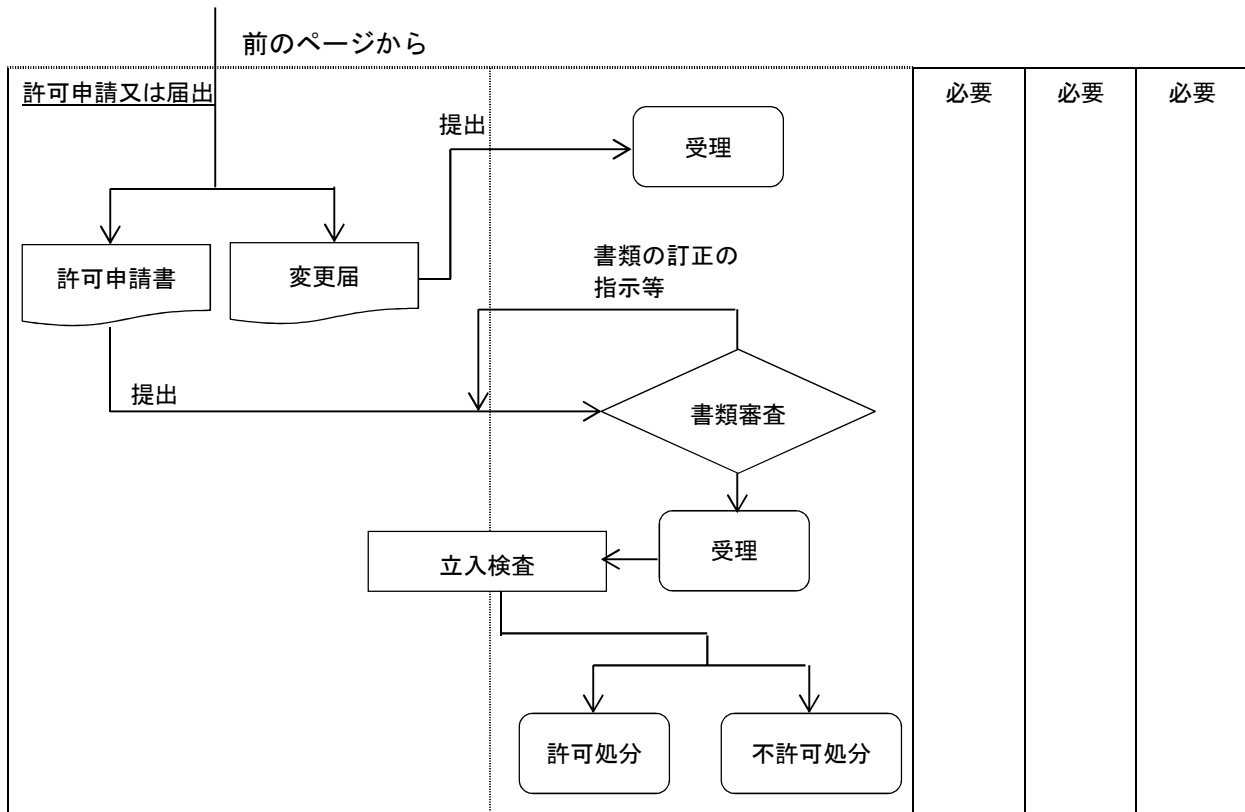 前のページから
許可申請又は届出
必要
必要
必要
提出
受理
許可申請書
変更届
書類の訂正の
指示等
提出
書類審査
受理
立入検査
許可処分
不許可処分